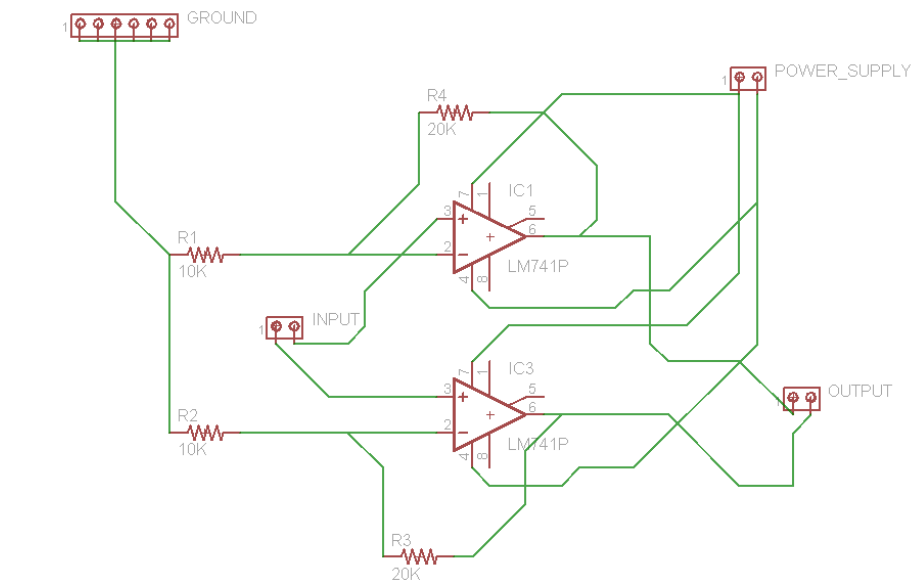 GROUND
1
POWER_SUPPLY
1
R4
20K
7
1
IC1
3
5
+
6
+
2
-
LM741P
4
8
R1
10K
INPUT
1
7
1
IC3
3
5
+
6
+
2
-
LM741P
4
8
OUTPUT
1
R2
10K
R3
20K